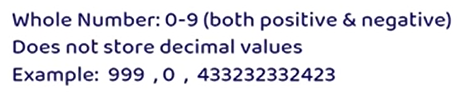 Whole Number: 0-9 (both positive & negative)
Does not store decimal values
Example:  999  , 0  ,  433232332423